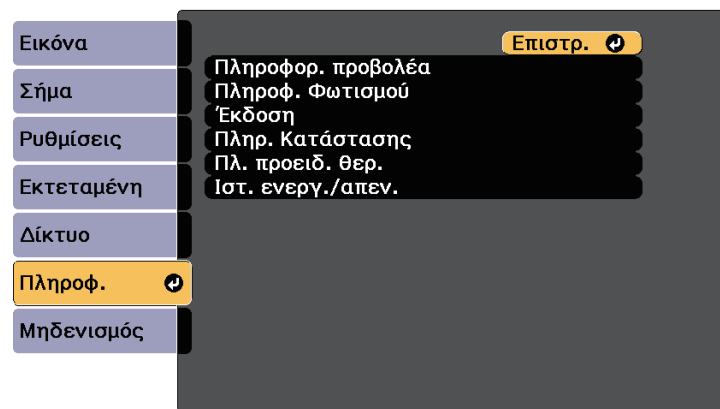 Εικόνα
Σήμα
Ρυθμίσεις
Εκτεταμένη
Δίκτυο
Πληροφ.
Μηδενισμός
Επιστρ.
Πληροφορ. προβολέα
Πληροφ. Φωτισμού
Έκδοση
Πληρ. Κατάστασης
Πλ. προειδ. θερ.
Ιστ. ενεργ./απεν.